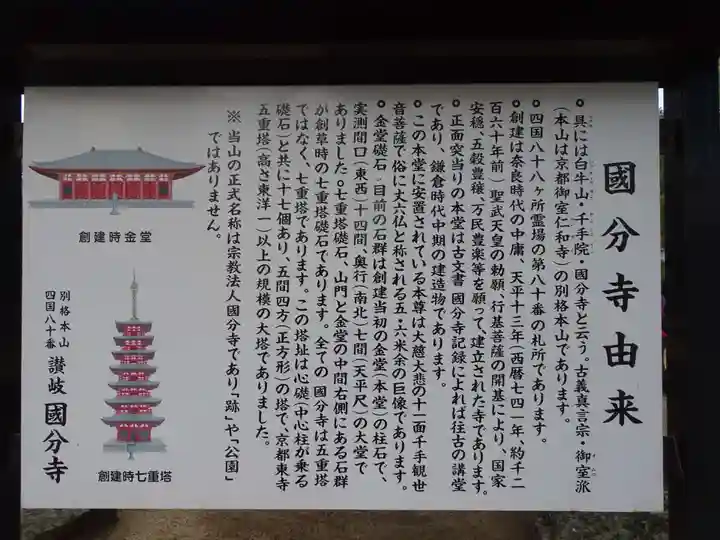 國分寺由来
○具には白牛山・千手院・國分寺と云う。古義真言宗・御室派
(本山は京都御室仁和寺)の別格本山であります。
○四国八十八ヶ所霊場の第八十番の札所であります。
○創建は奈良時代の中庸、天平十三年(西暦七四一年、約千二
百六十年前)聖武天皇の勅願、行基菩薩の開基により、国家
安穏、五穀豊穣、万民豊楽等を願って、建立された寺であります。
○正面突当りの本堂は古文書 國分寺記録によれば往古の講堂
であり、鎌倉時代中期の建造物であります。
○この本堂に安置されている本尊は大慈大悲の十一面千手観世
音菩薩で俗に丈六仏と称される五・六米余の巨像であります。
○金堂礎石・目前の石群は創建当初の金堂(本堂)の柱石で、
実測間口(東西)十四間、奥行(南北)七間(天平尺)の大堂で
ありました。○七重塔礎石、山門と金堂の中間右側にある石群
が創草時の七重塔礎石であります。全ての國分寺は五重塔
ではなく、七重塔であります。この塔址は心礎(中心柱が乗る
礎石)と共に十七個あり、五間四方(正方形)の塔で、京都東寺
五重塔(高さ東洋一)以上の規模の大塔でありました。
※当山の正式名称は宗教法人國分寺であり「跡」や「公園」
ではありません。
創建時金堂
創建時七重塔
別格本山
四国八十番
讃岐 國分寺